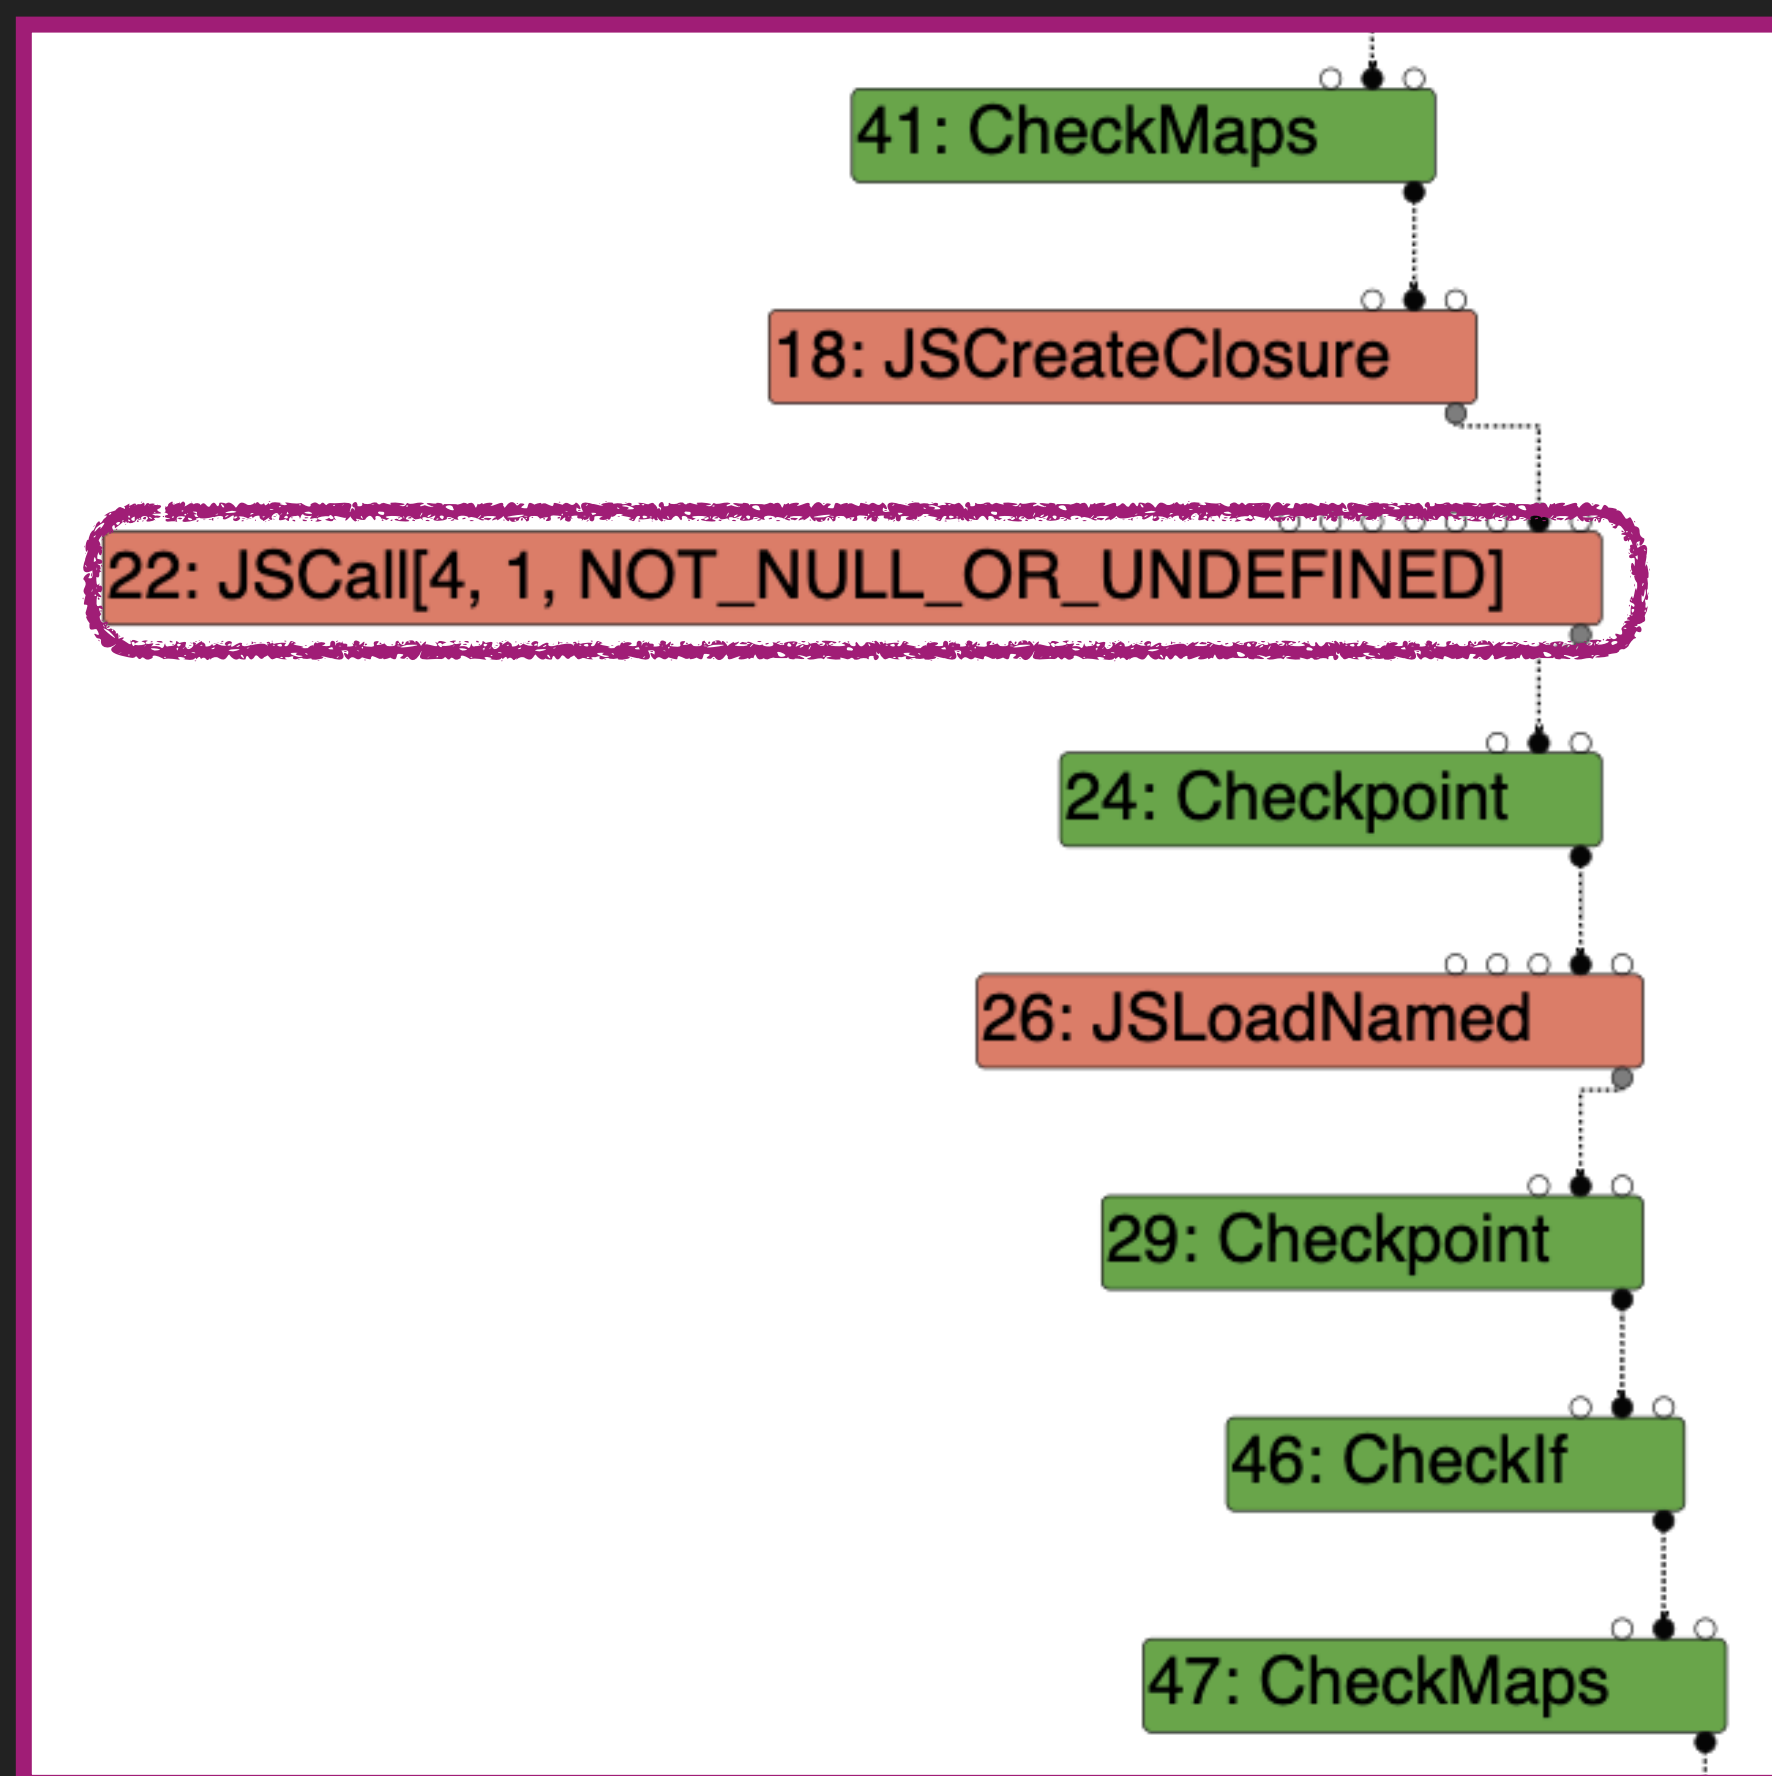 41: CheckMaps
18: JSCreateClosure
22: JSCall[4, 1, NOT_NULL_OR_UNDEFINED]
24: Checkpoint
26: JSLoadNamed
29: Checkpoint
46: CheckIf
47: CheckMaps